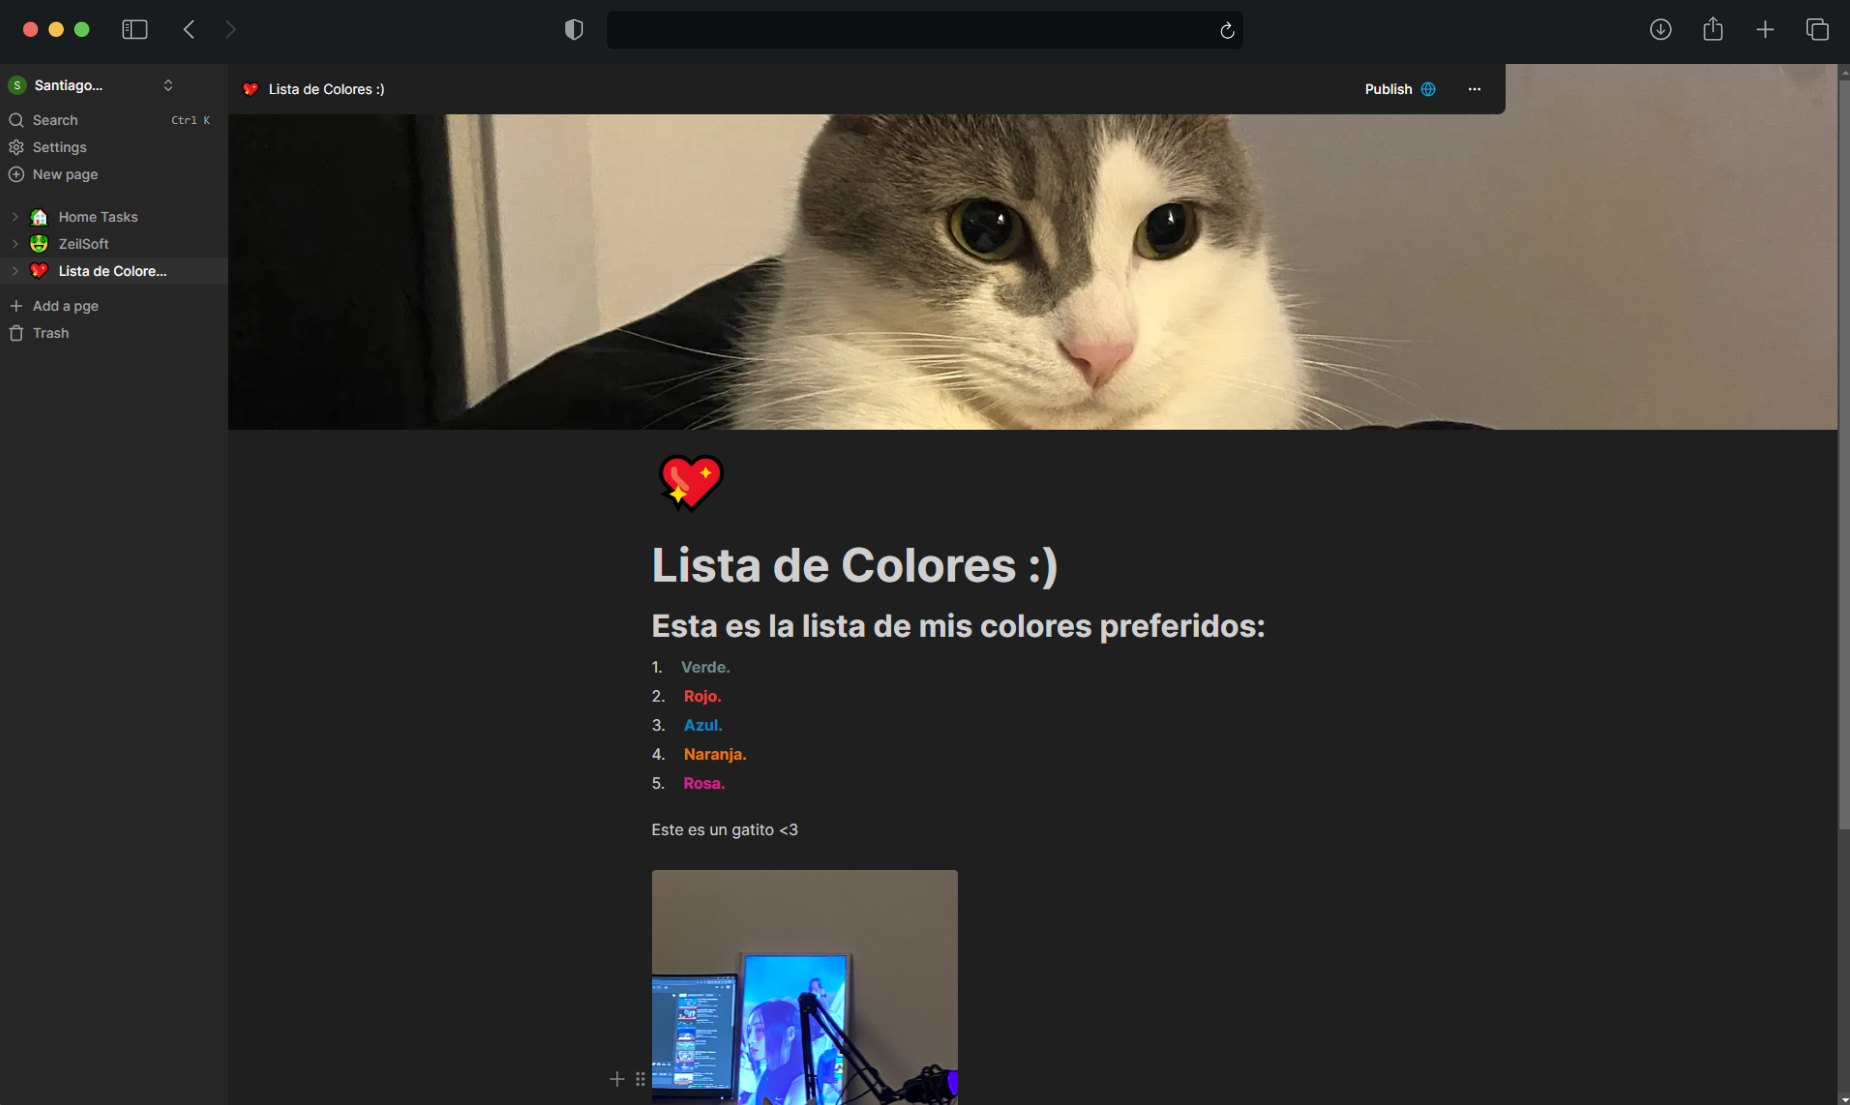 S Santiago...
Search Ctrl K
Settings
New page
Home Tasks
ZeilSoft
Lista de Colore...
Add a pge
Trash
Lista de Colores :)
Publish
Lista de Colores :)
Esta es la lista de mis colores preferidos:
1. Verde.
2. Rojo.
3. Azul.
4. Naranja.
5. Rosa.
Este es un gatito <3